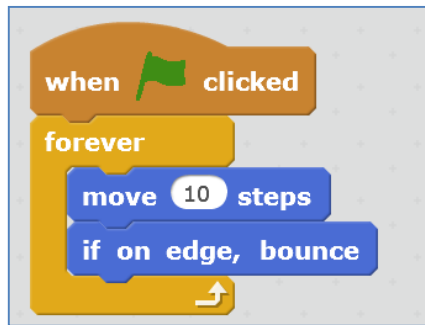 when clicked
forever
move 10 steps
if on edge, bounce